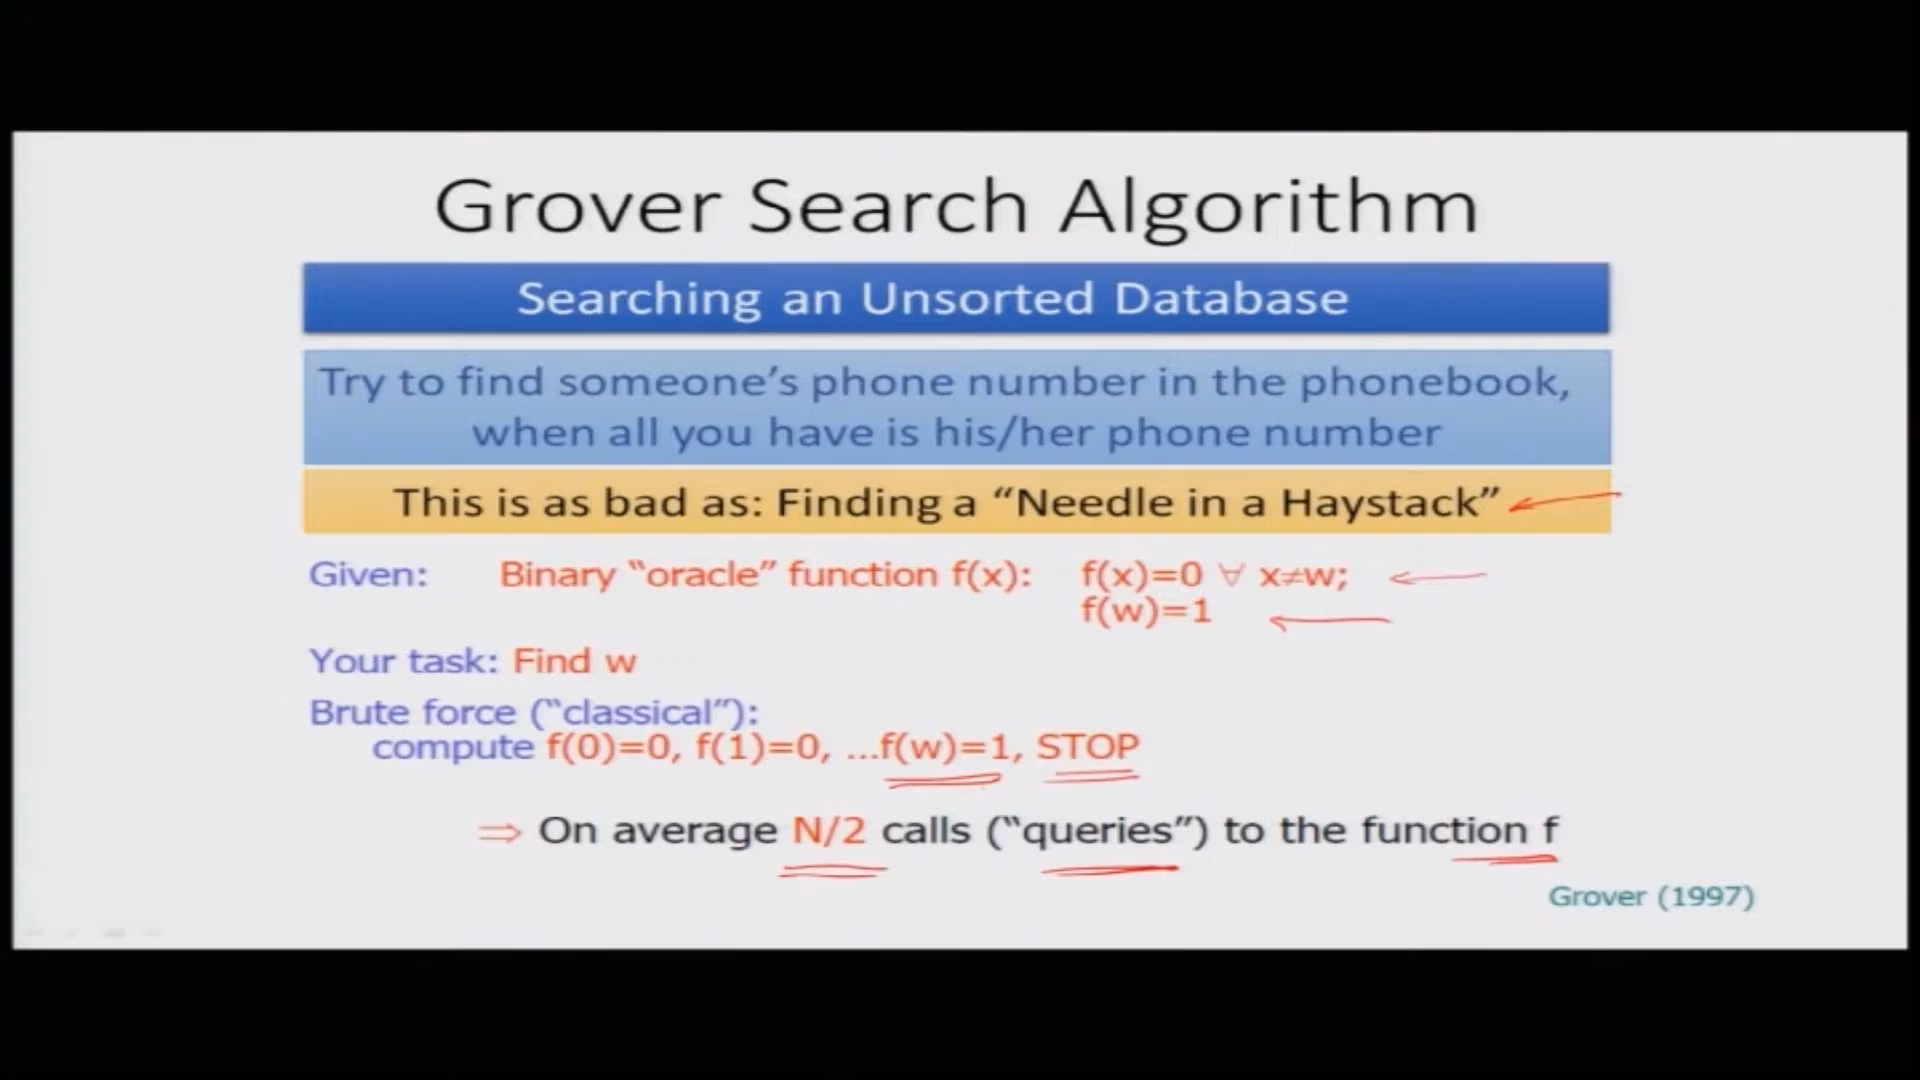 Grover Search Algorithm
Searching an Unsorted Database
Try to find someone's phone number in the phonebook,
when all you have is his/her phone number
This is as bad as: Finding a “Needle in a Haystack”
Given: Binary “oracle” function f(x): f(x)=0 ∀ x≠w;
f(w)=1
Your task: Find w
Brute force (“classical”):
compute f(0)=0, f(1)=0, ...f(w)=1, STOP
⇒ On average N/2 calls (“queries”) to the function f
Grover (1997)